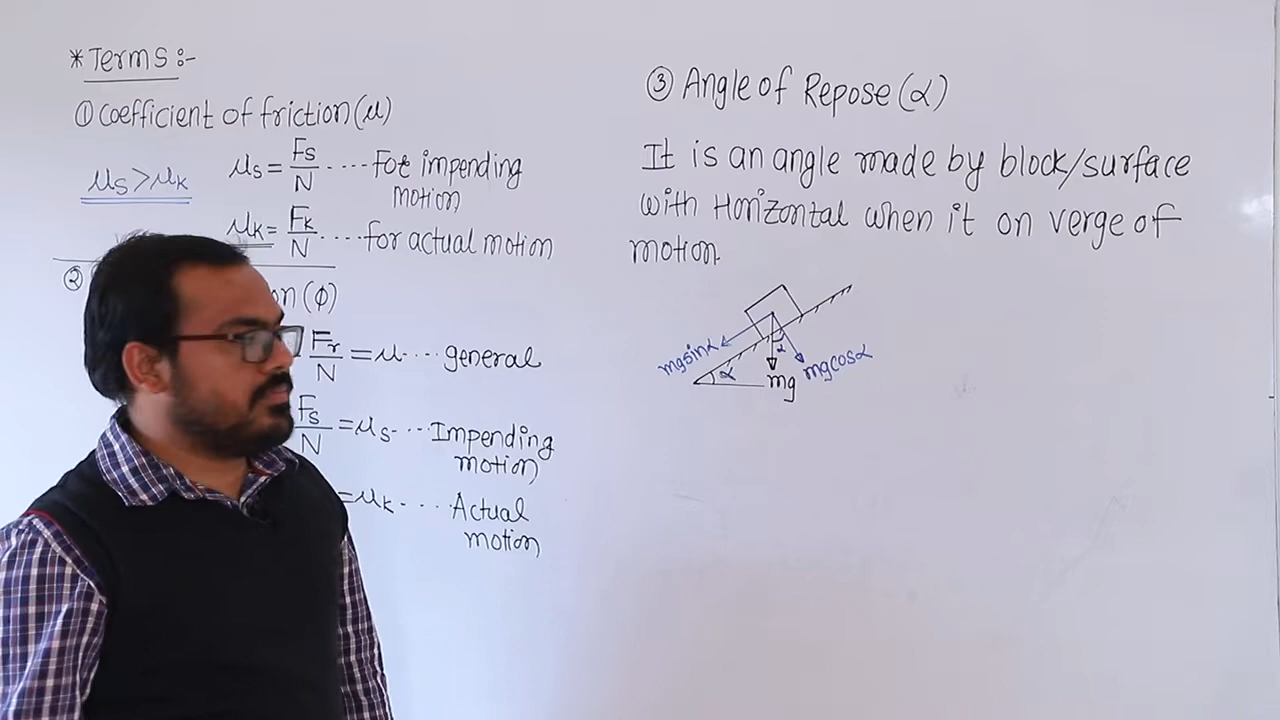 * Terms :-
① Coefficient of friction (μ)
μs > μk
μs = Fs/N ..... For impending
motion
μk = Fk/N .... for actual motion
②
on (φ)
Fr/N = μ .... general
Fs/N = μs .... Impending
motion
= μk .... Actual
motion
③ Angle of Repose (α)
It is an angle made by block/surface
with Horizontal when it on verge of
motion.
mgsinα
α
α
mgcosα
mg